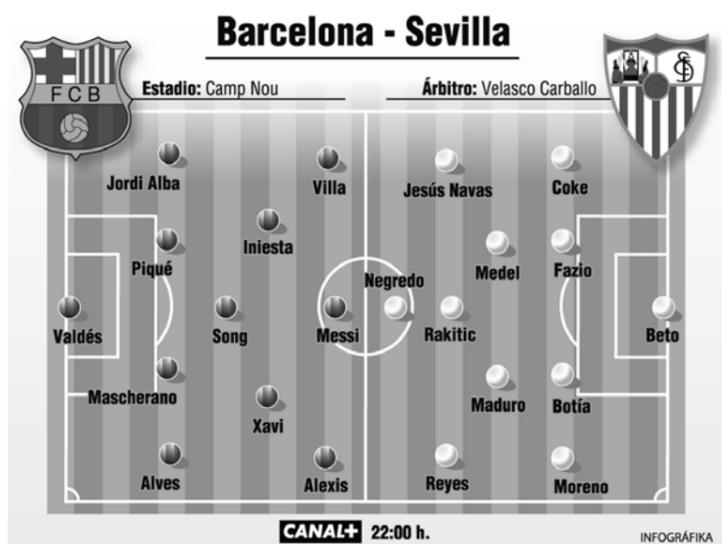 Barcelona - Sevilla
FCB
Estadio: Camp Nou
Árbitro: Velasco Carballo
Jordi Alba
Villa
Jesús Navas
Coke
Iniesta
Piqué
Negredo
Medel
Fazio
Valdés
Song
Messi
Rakitic
Beto
Mascherano
Xavi
Maduro
Botía
Alves
Alexis
Reyes
Moreno
CANAL+ 22:00 h.
INFOGRÁFIKA